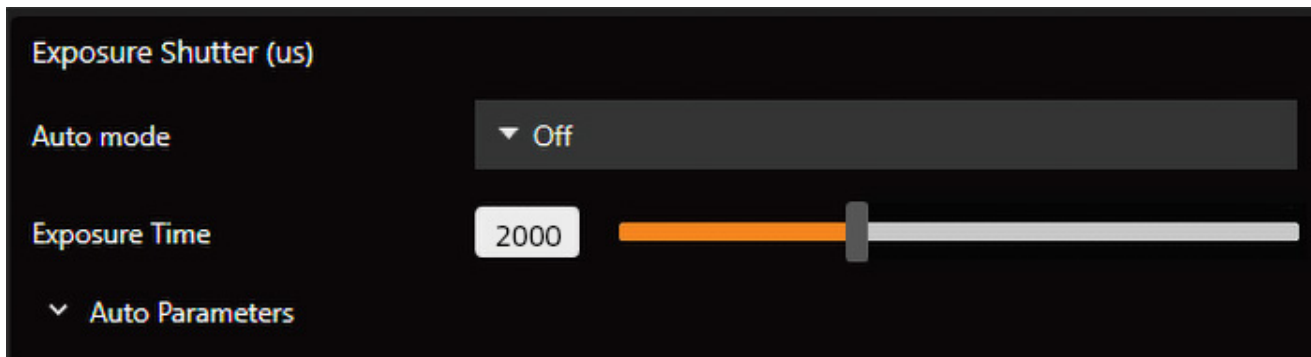 Exposure Shutter (us)
Auto mode Off
Exposure Time 2000
Auto Parameters